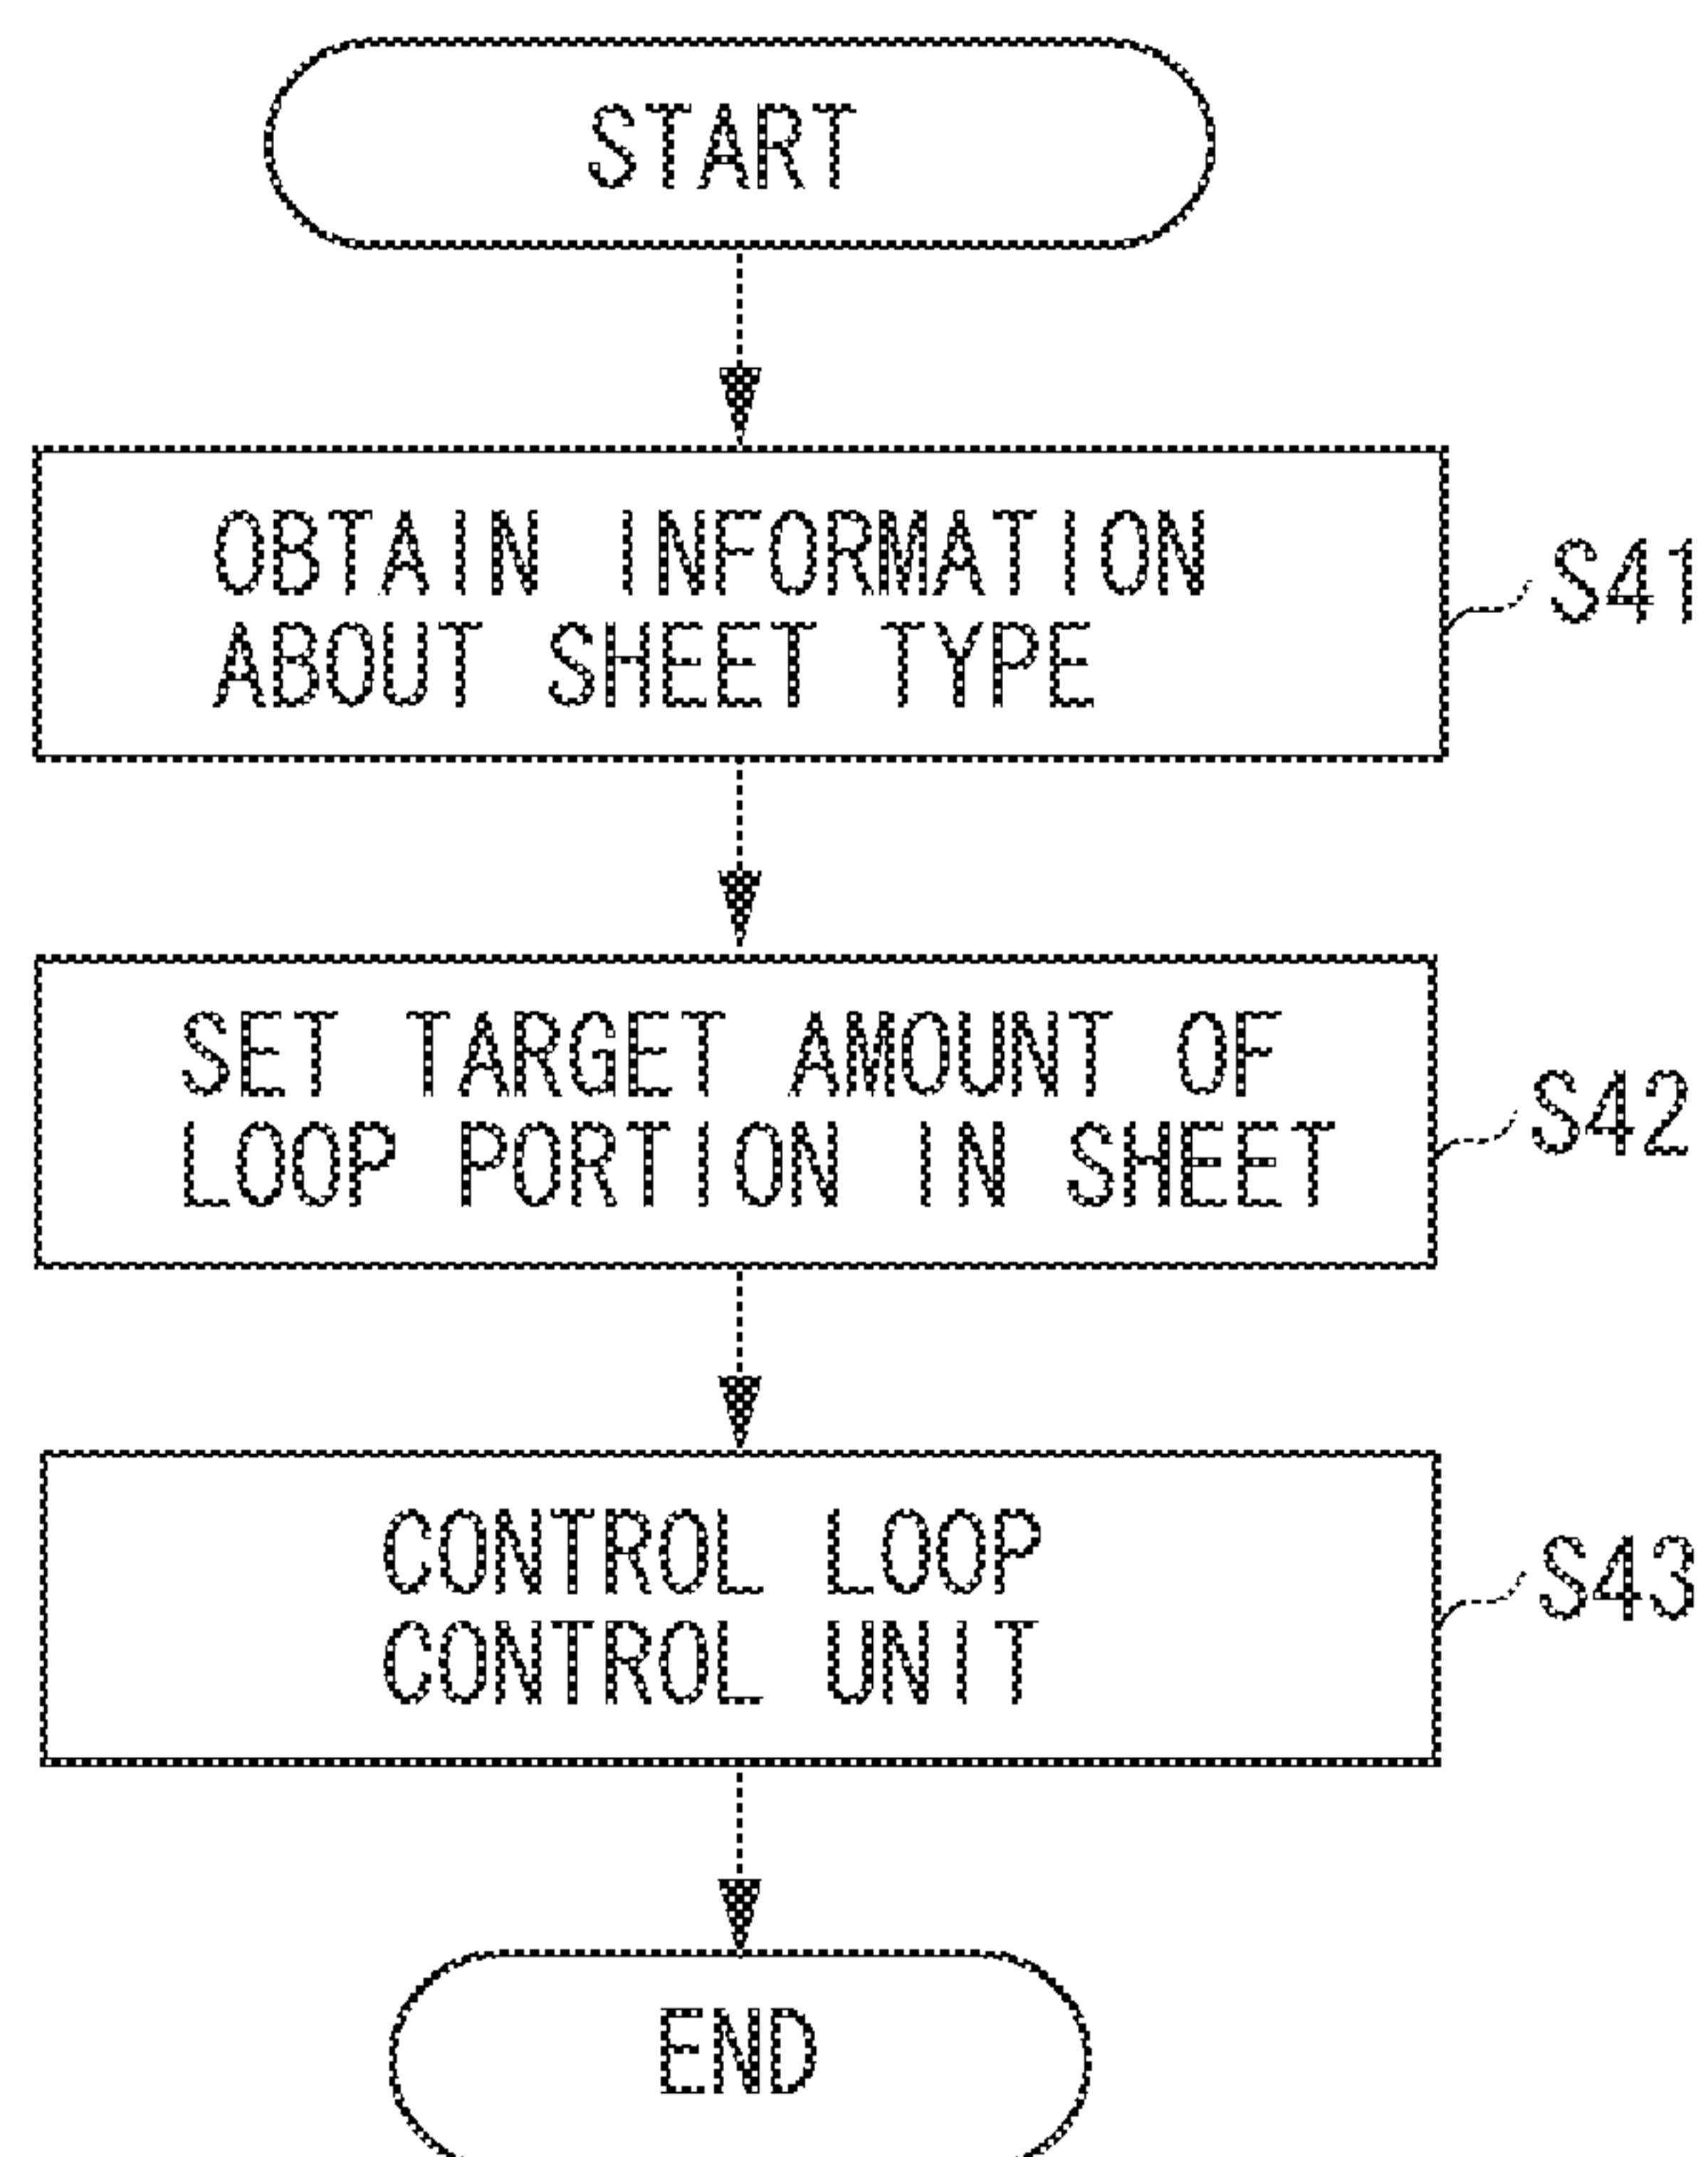 START
OBTAIN INFORMATION
ABOUT SHEET TYPE
S41
SET TARGET AMOUNT OF
LOOP PORTION IN SHEET
S42
CONTROL LOOP
CONTROL UNIT
S43
END